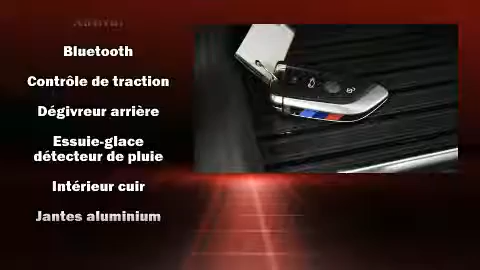 Bluetooth
Contrôle de traction
Dégivreur arrière
Essuie-glace
détecteur de pluie
Intérieur cuir
Jantes aluminium